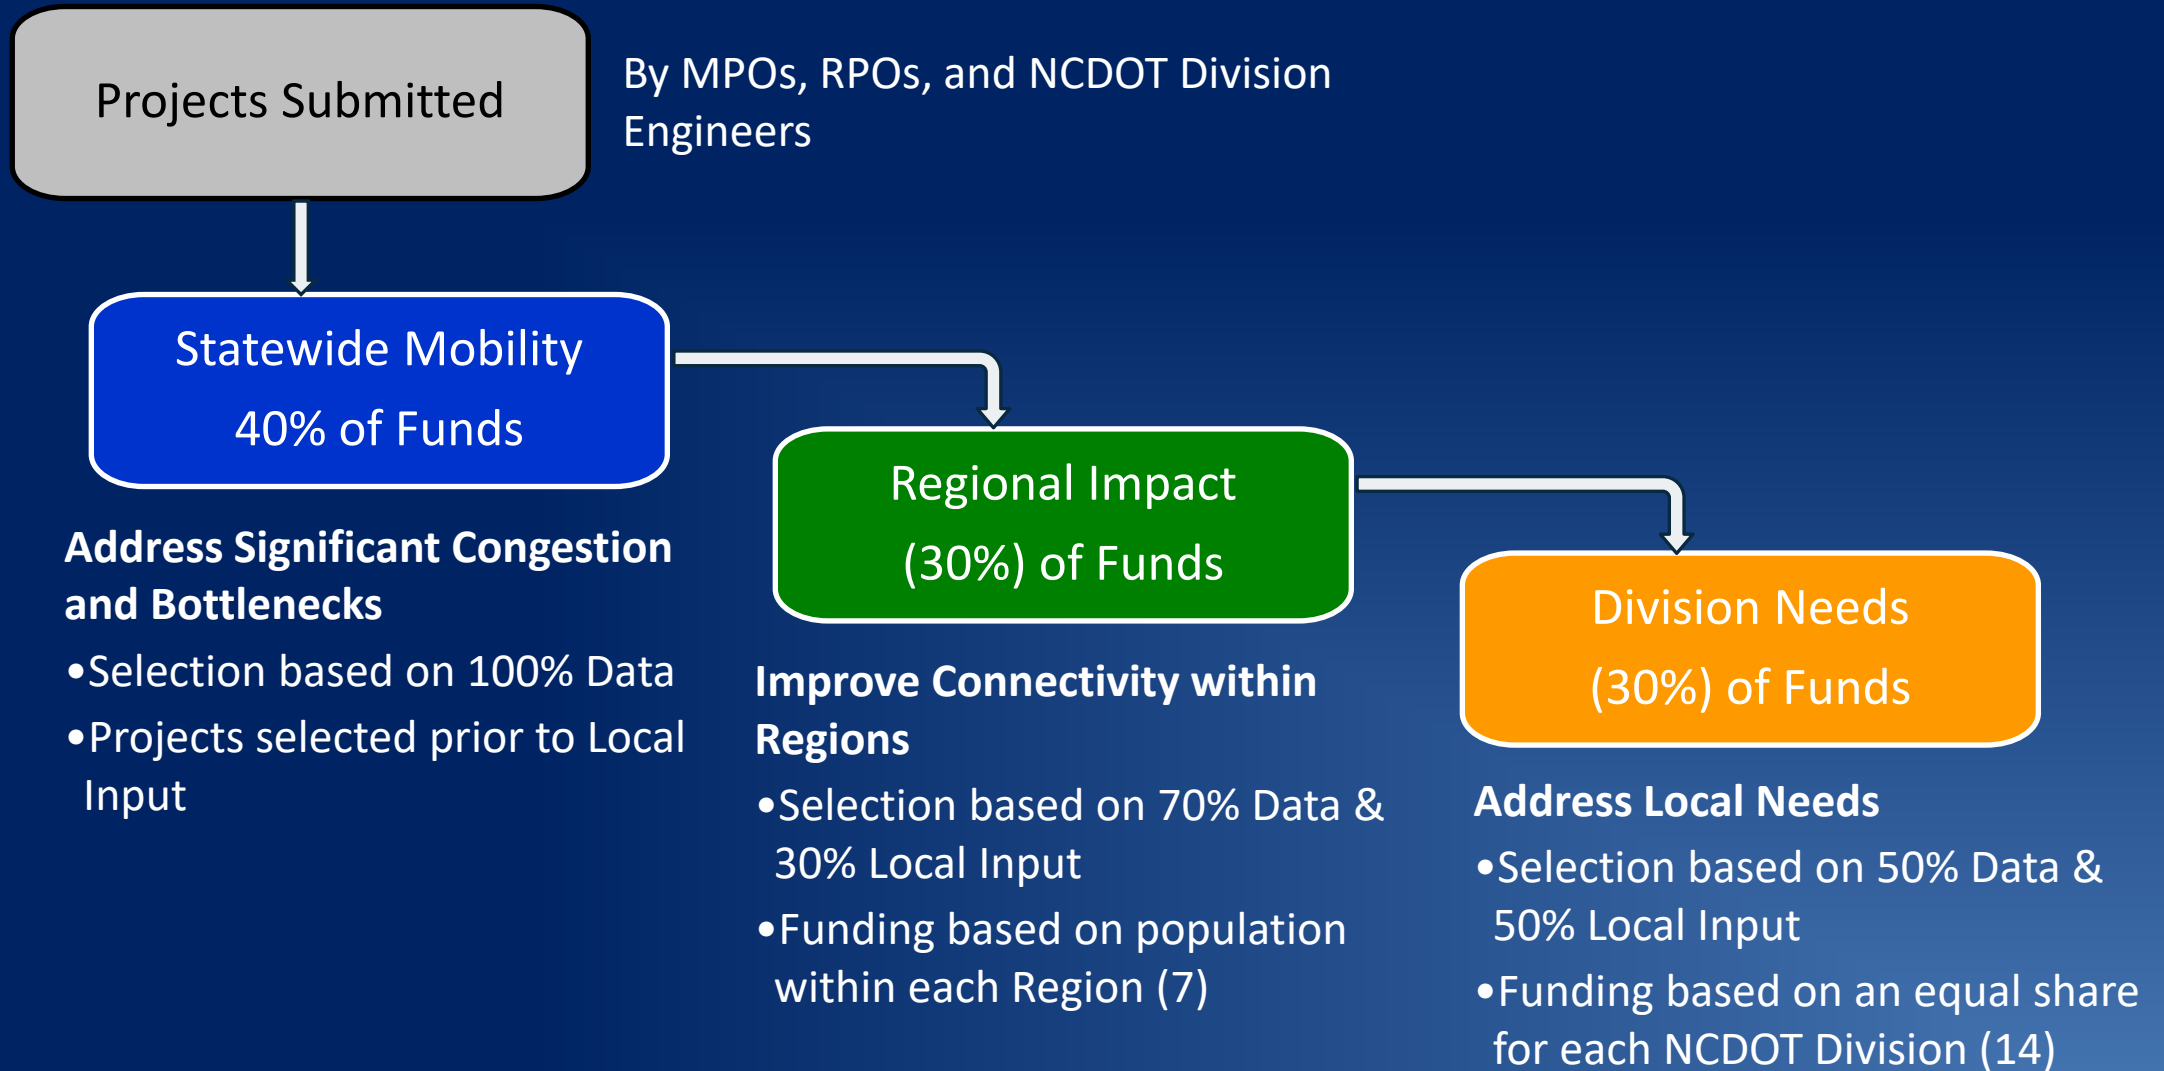 Projects Submitted
By MPOs, RPOs, and NCDOT Division
Engineers
Statewide Mobility
40% of Funds
Address Significant Congestion
and Bottlenecks
•Selection based on 100% Data
•Projects selected prior to Local
Input
Regional Impact
(30%) of Funds
Improve Connectivity within
Regions
•Selection based on 70% Data &
30% Local Input
•Funding based on population
within each Region (7)
Division Needs
(30%) of Funds
Address Local Needs
•Selection based on 50% Data &
50% Local Input
•Funding based on an equal share
for each NCDOT Division (14)